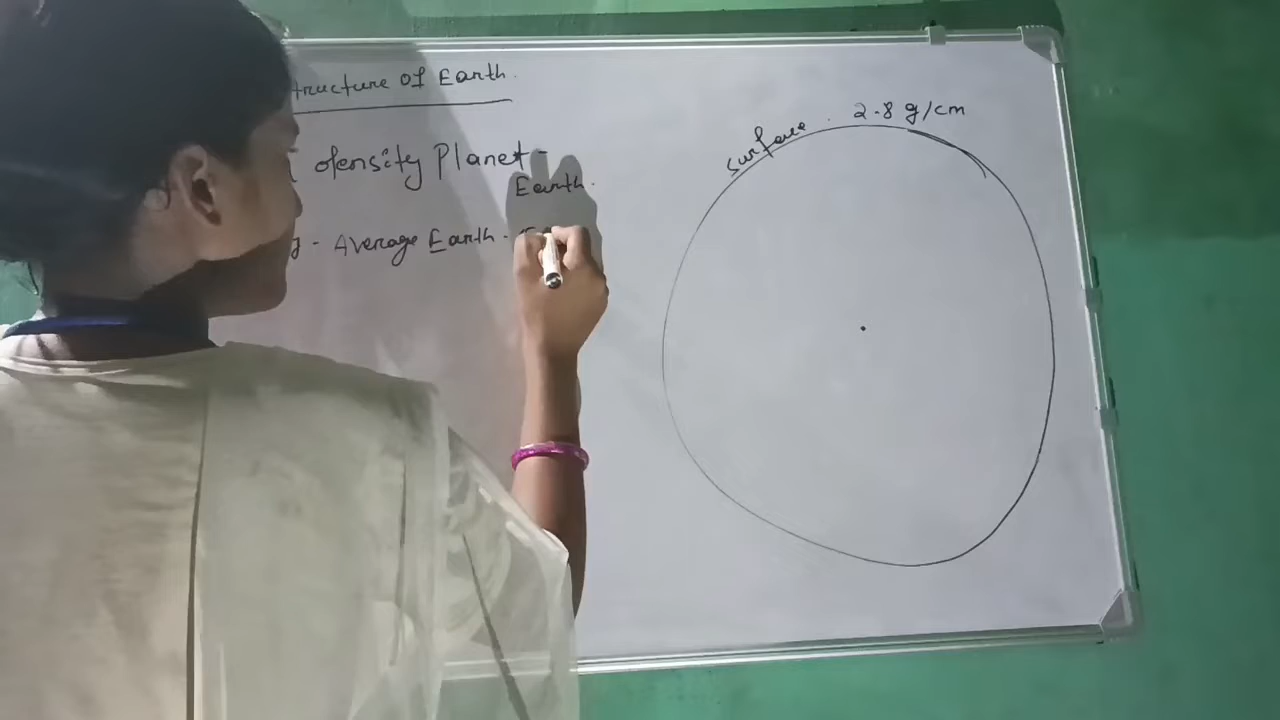 tructure Of Earth.
density Planet -
Earth.
- Average Earth -
surface. 2.8 g/cm